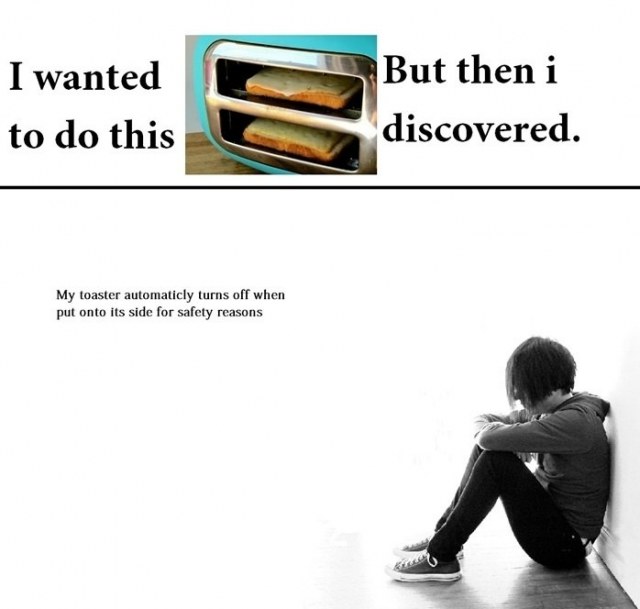 I wanted
to do this
But then i
discovered.
My toaster automaticly turns off when
put onto its side for safety reasons